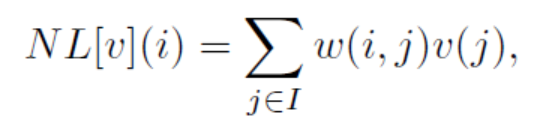 NL[v](i) = ∑ w(i, j)v(j),
j∈I